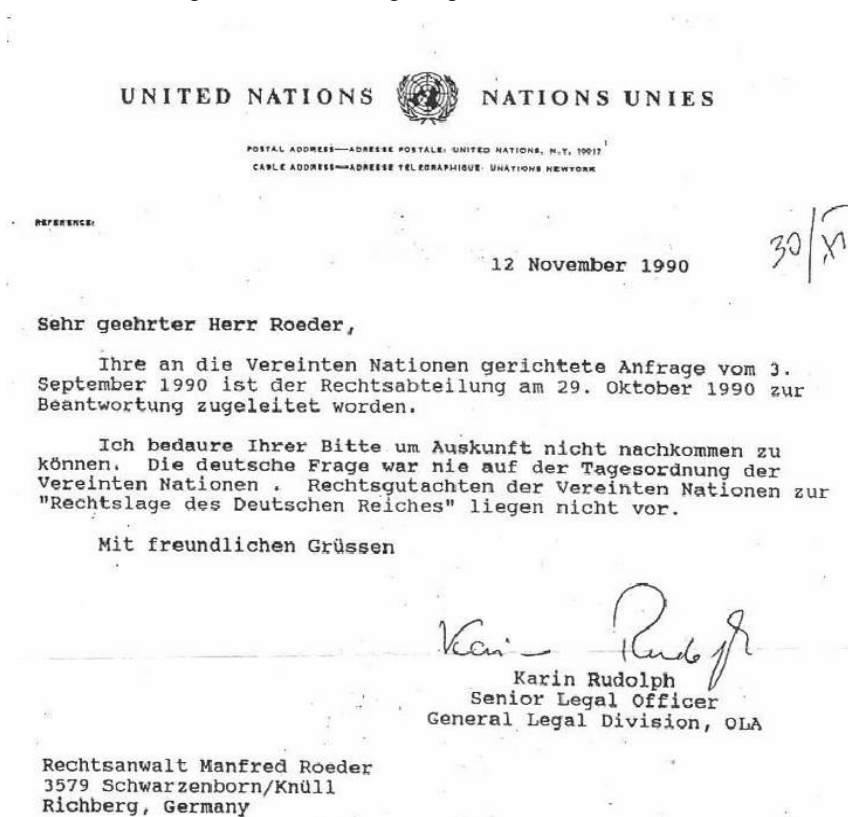 UNITED NATIONS NATIONS UNIES
POSTAL ADDRESS—ADRESSE POSTALE: UNITED NATIONS, N.Y. 10017
CABLE ADDRESS—ADRESSE TELEGRAPHIQUE: UNATIONS NEWYORK
REFERENCE:
30/XI
12 November 1990
Sehr geehrter Herr Roeder,
Ihre an die Vereinten Nationen gerichtete Anfrage vom 3.
September 1990 ist der Rechtsabteilung am 29. Oktober 1990 zur
Beantwortung zugeleitet worden.
Ich bedaure Ihrer Bitte um Auskunft nicht nachkommen zu
können. Die deutsche Frage war nie auf der Tagesordnung der
Vereinten Nationen . Rechtsgutachten der Vereinten Nationen zur
"Rechtslage des Deutschen Reiches" liegen nicht vor.
Mit freundlichen Grüssen
Karin Rudolph
Karin Rudolph
Senior Legal Officer
General Legal Division, OLA
Rechtsanwalt Manfred Roeder
3579 Schwarzenborn/Knüll
Richberg, Germany